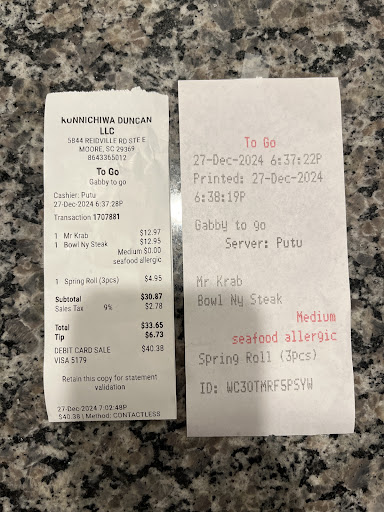 KONNICHIWA DUNCAN
LLC
5844 REIDVILLE RD STE E
MOORE, SC 29369
8643365012
To Go
Gabby to go
Cashier: Putu
27-Dec-2024 6:37:28P
Transaction 1707881
1 Mr Krab $12.97
1 Bowl Ny Steak $12.95
Medium $0.00
seafood allergic
1 Spring Roll (3pcs) $4.95
Subtotal $30.87
Sales Tax 9% $2.78
Total $33.65
Tip $6.73
DEBIT CARD SALE $40.38
VISA 5179
Retain this copy for statement
validation
27-Dec-2024 7:02:48P
$40.38 | Method: CONTACTLESS
To Go
27-Dec-2024 6:37:22P
Printed: 27-Dec-2024
6:38:19P
Gabby to go
Server: Putu
Mr Krab
Bowl Ny Steak
Medium
seafood allergic
Spring Roll (3pcs)
ID: WC3OTMRF5P5YW